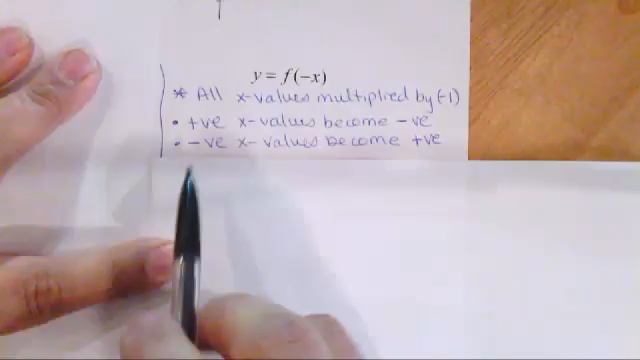 y = f(-x)
* All x-values multiplied by (-1)
• +ve x-values become -ve
• -ve x-values become +ve